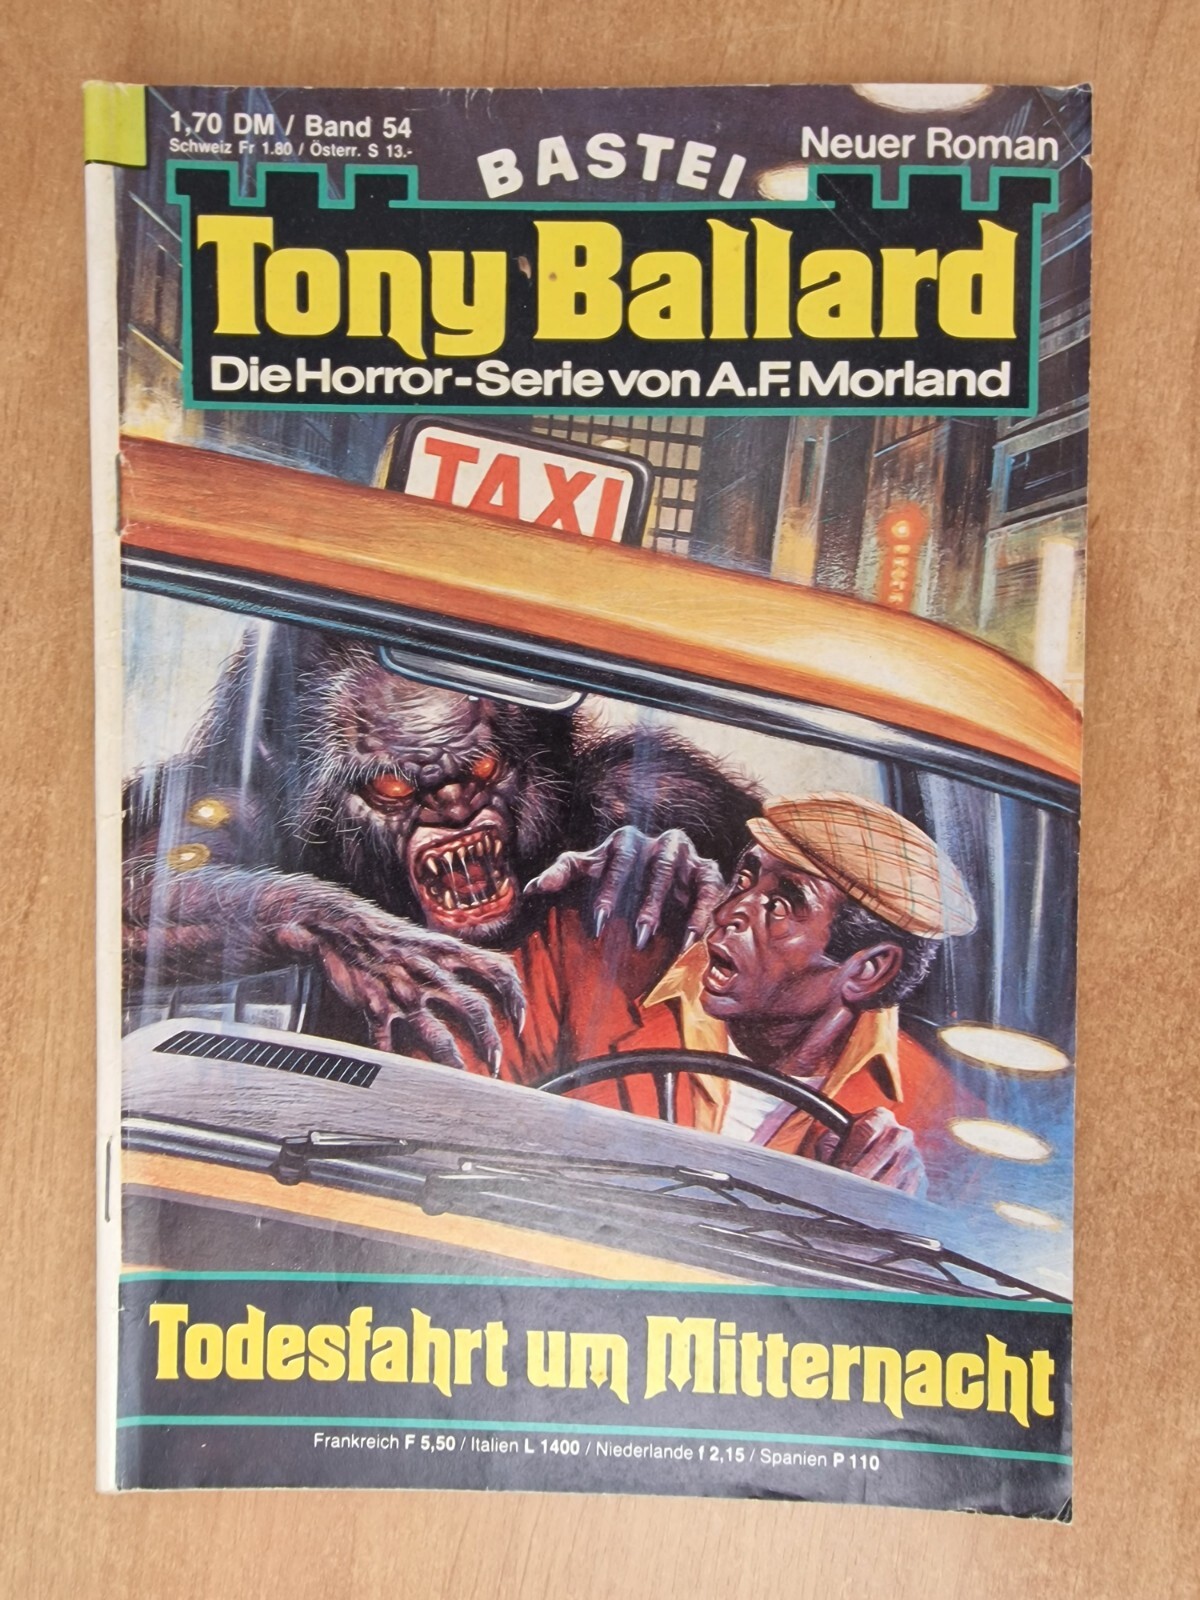 1,70 DM / Band 54
Schweiz Fr 1.80 / Österr. S 13.-
BASTEI
Neuer Roman
Tony Ballard
Die Horror-Serie von A.F. Morland
TAXI
Todesfahrt um Mitternacht
Frankreich F 5,50 / Italien L 1400 / Niederlande f 2,15 / Spanien P 110